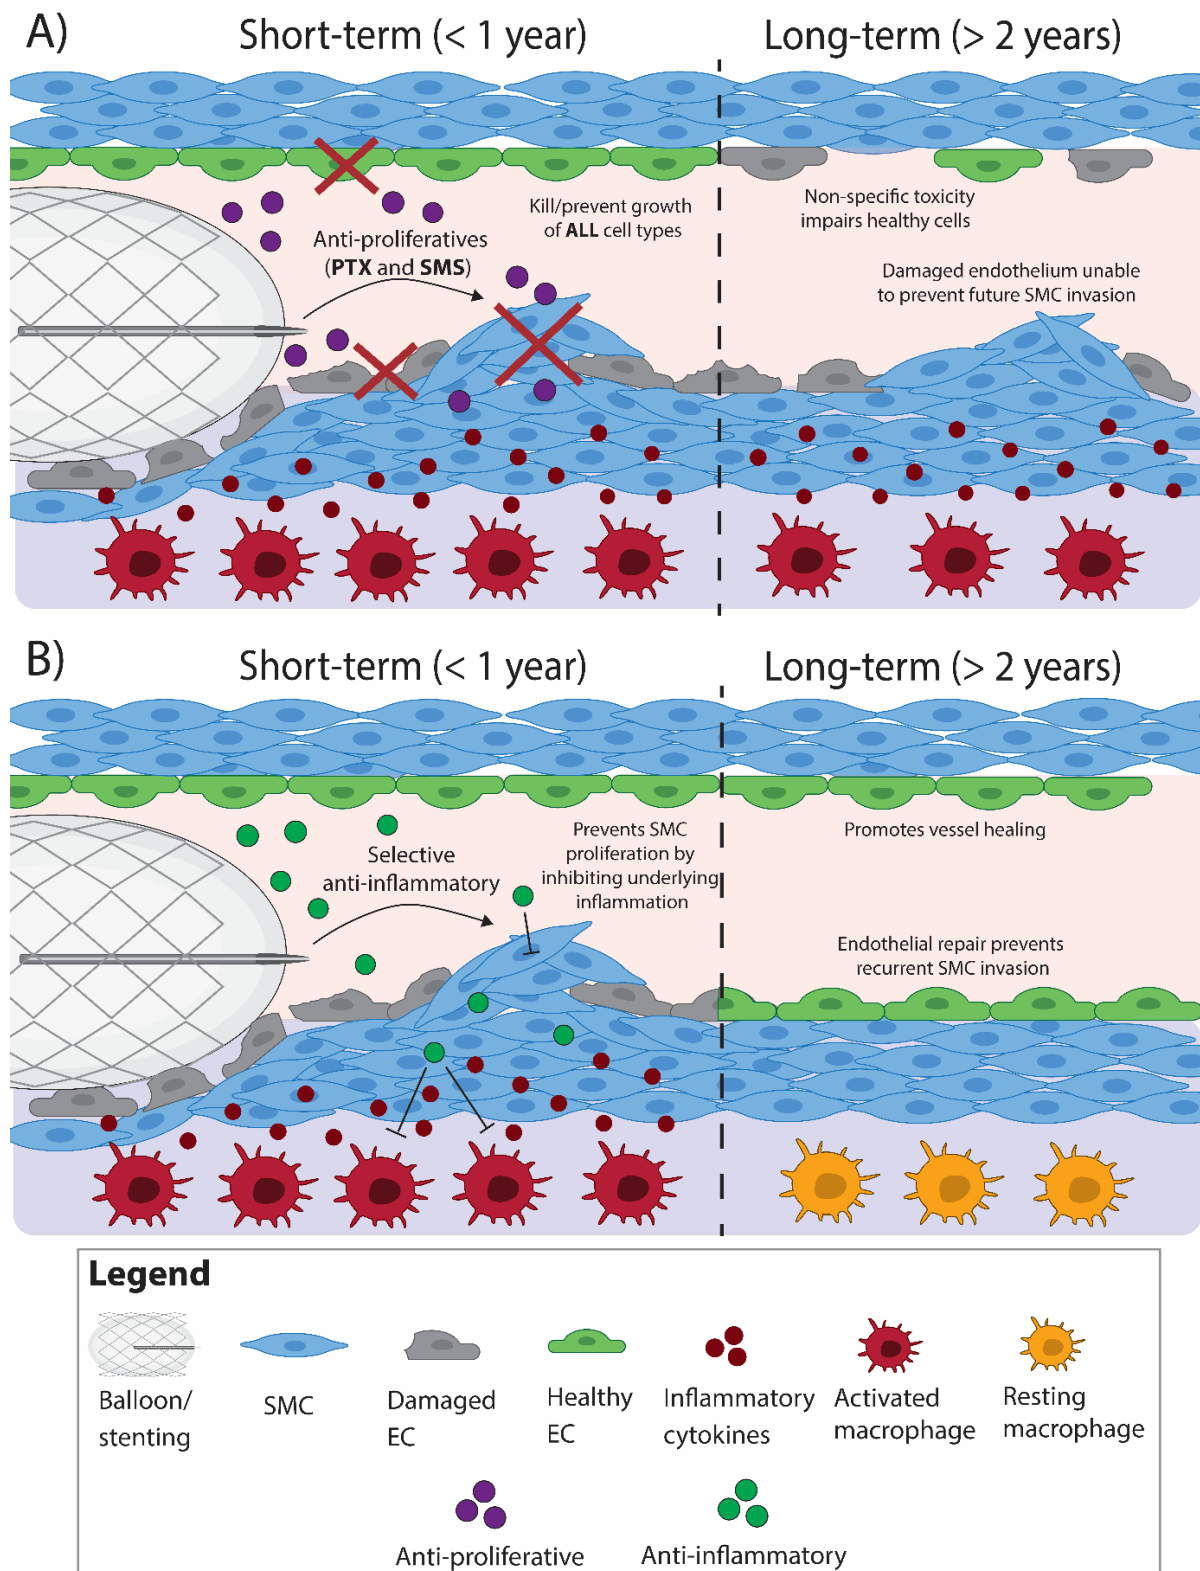 A)
Short-term (< 1 year)
Long-term (> 2 years)
Kill/prevent growth
of ALL cell types
Non-specific toxicity
impairs healthy cells
Anti-proliferatives
(PTX and SMS)
Damaged endothelium unable
to prevent future SMC invasion
B)
Short-term (< 1 year)
Long-term (> 2 years)
Selective
anti-inflammatory
Prevents SMC
proliferation by
inhibiting underlying
inflammation
Promotes vessel healing
Endothelial repair prevents
recurrent SMC invasion
Legend
Balloon/
stenting
SMC
Damaged
EC
Healthy
EC
Inflammatory
cytokines
Activated
macrophage
Resting
macrophage
Anti-proliferative
Anti-inflammatory